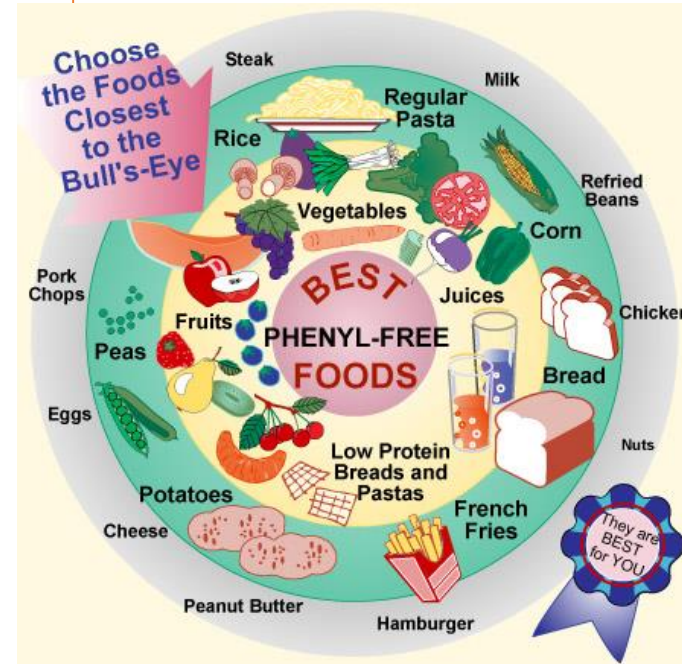 Choose
the Foods
Closest
to the
Bull's-Eye
Steak
Milk
Regular
Pasta
Rice
Refried
Beans
Vegetables
Corn
Pork
Chops
BEST
Juices
Chicken
Fruits
PHENYL-FREE
Peas
FOODS
Bread
Eggs
Nuts
Low Protein
Breads and
Pastas
Potatoes
French
Fries
Cheese
They are
BEST
for YOU
Peanut Butter
Hamburger